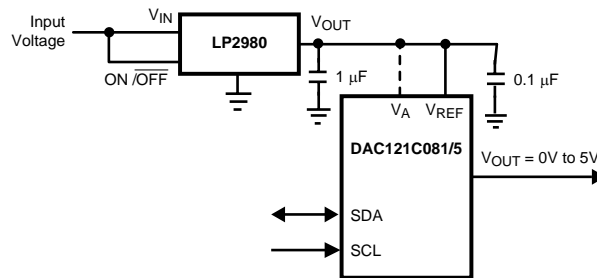 Input
Voltage
VIN
LP2980
VOUT
ON /OFF
1 μF
0.1 μF
VA
VREF
DAC121C081/5
VOUT = 0V to 5V
SDA
SCL